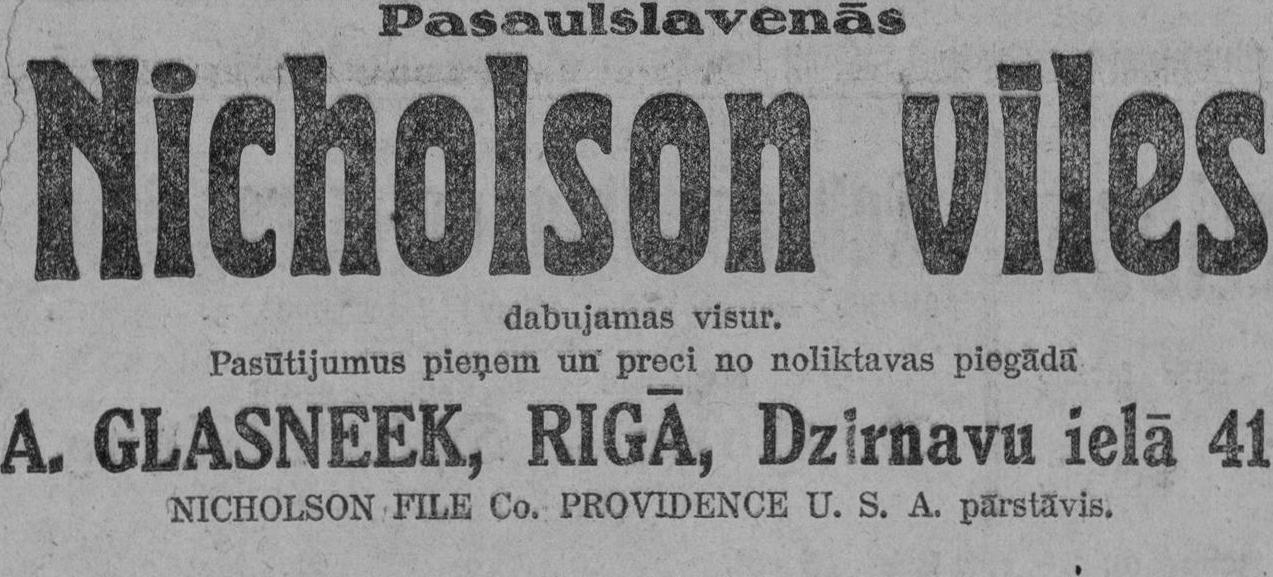 Pasaulslavenās
Nicholson vīles
dabujamas visur.
Pasūtijumus pieņem un preci no noliktavas piegādā
A. GLASNEEK, RIGĀ, Dzirnavu ielā 41
NICHOLSON FILE Co. PROVIDENCE U. S. A. pārstāvis.